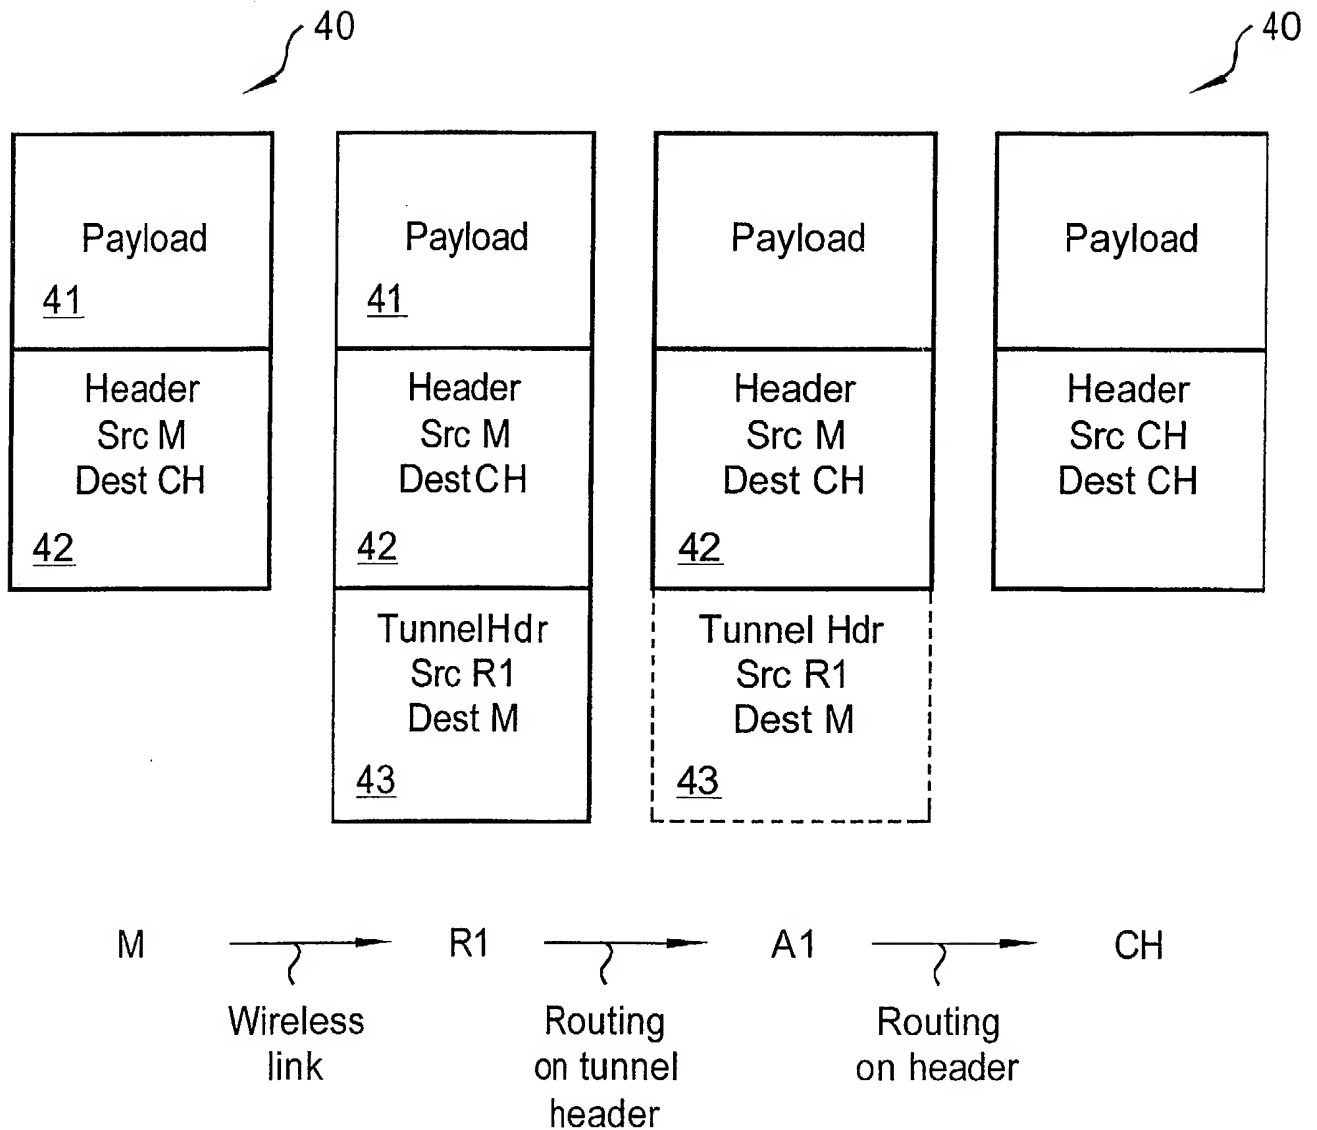 40
40
Payload
41
Header
Src M
Dest CH
42
Payload
41
Header
Src M
Dest CH
42
Tunnel Hdr
Src R1
Dest M
43
Payload
Header
Src M
Dest CH
42
Tunnel Hdr
Src R1
Dest M
43
Payload
Header
Src CH
Dest CH
M
R1
A1
CH
Wireless
link
Routing
on tunnel
header
Routing
on header